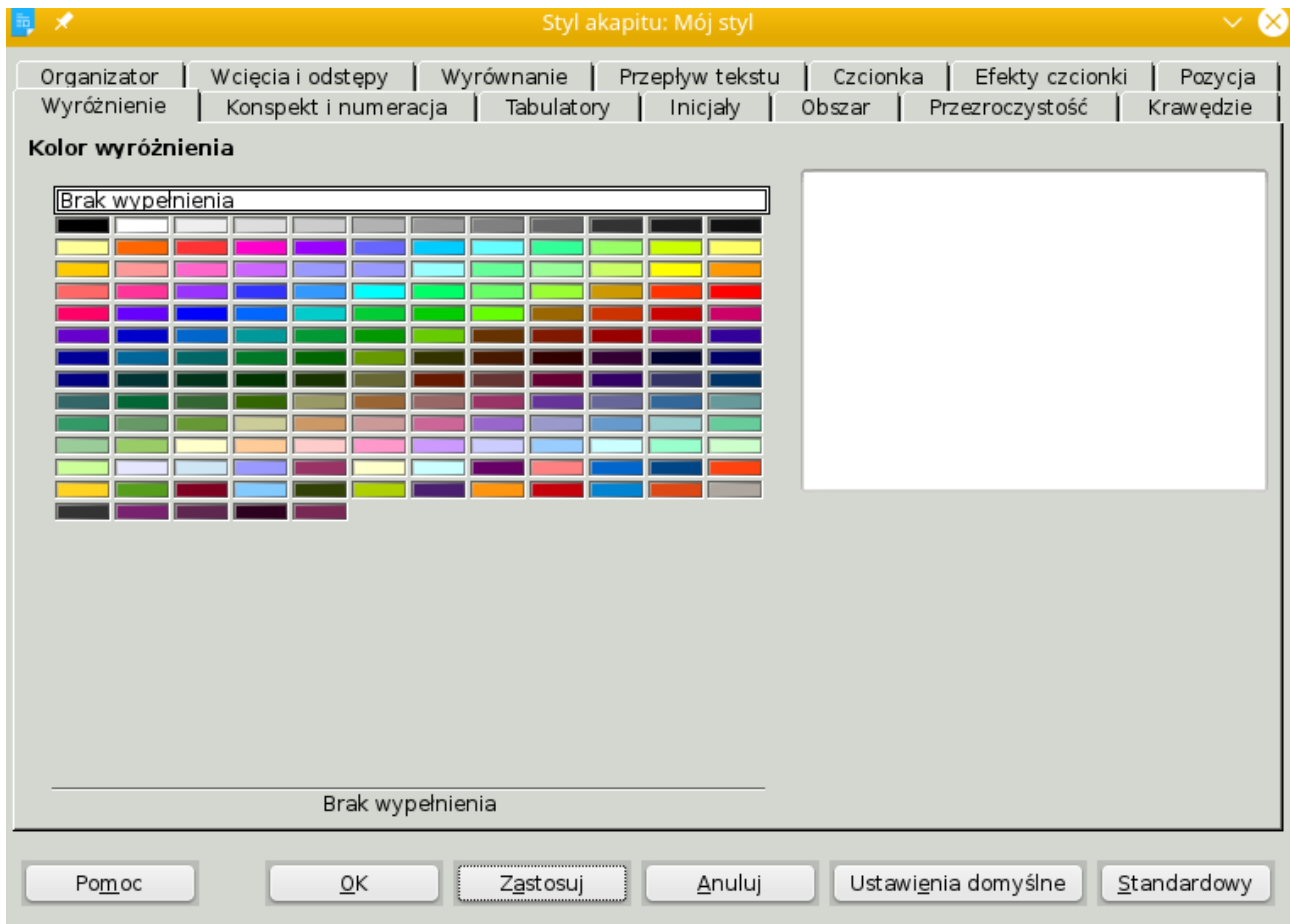 Styl akapitu: Mój styl
Organizator Wcięcia i odstępy Wyrównanie Przepływ tekstu Czcionka Efekty czcionki Pozycja
Wyróżnienie Konspekt i numeracja Tabulatory Inicjały Obszar Przezroczystość Krawędzie
Kolor wyróżnienia
Brak wypełnienia
Brak wypełnienia
Pomoc OK Zastosuj Anuluj Ustawienia domyślne Standardowy